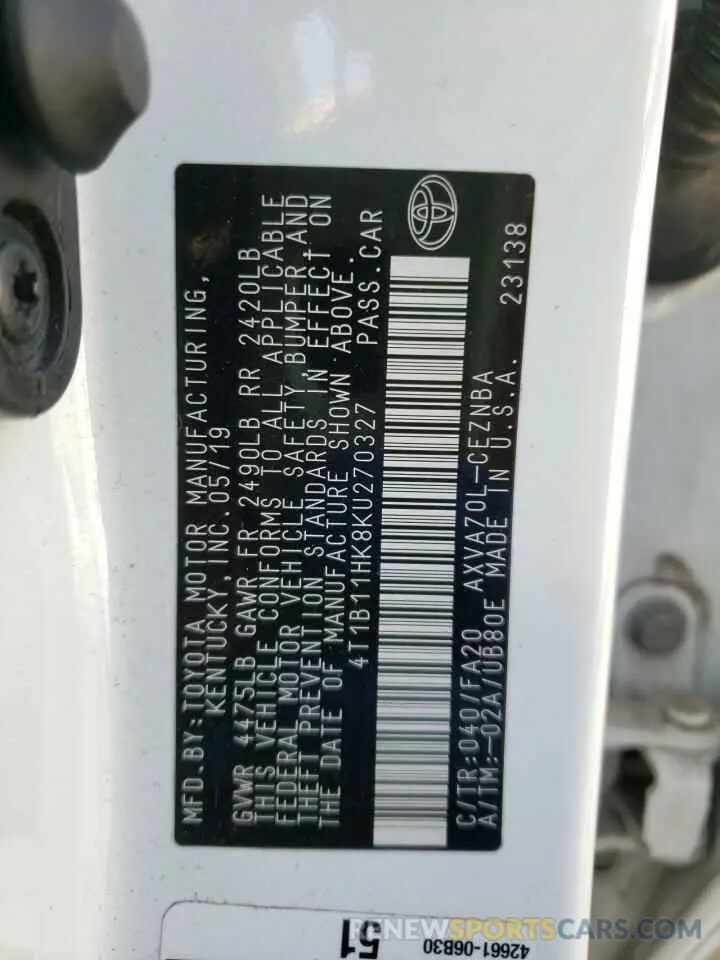 MFD.BY:TOYOTA MOTOR MANUFACTURING,
KENTUCKY, INC. 05/19
GVWR 4475LB GAWR FR 2490LB RR 2420LB
THIS VEHICLE CONFORMS TO ALL APPLICABLE
FEDERAL MOTOR VEHICLE SAFETY, BUMPER, AND
THEFT PREVENTION STANDARDS IN EFFECT ON
THE DATE OF MANUFACTURE SHOWN ABOVE.
4T1B11HK8KU270327 PASS.CAR
C/TR:040/FA20 AXVA70L-CEZNBA 23138
A/TM:-02A/UB80E MADE IN U.S.A.
51
42661-06B30
RENEWSPORTSCARS.COM